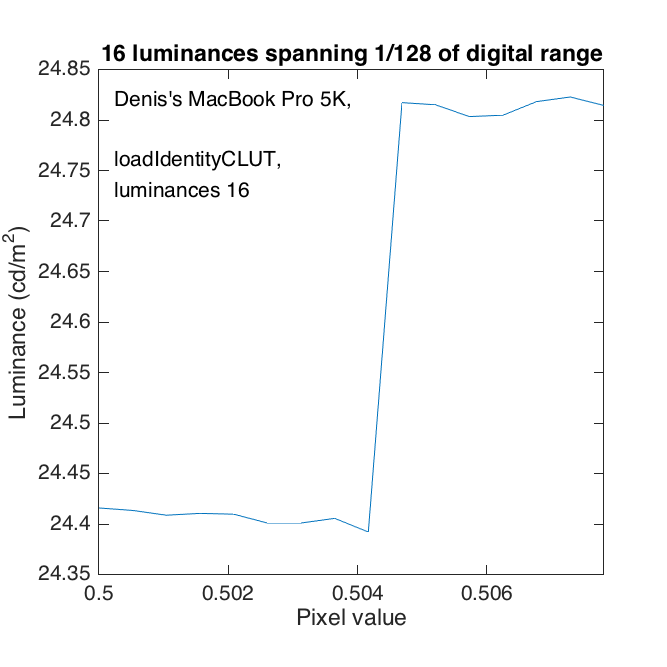 16 luminances spanning 1/128 of digital range
24.85
24.8
24.75
24.7
24.65
24.6
24.55
24.5
24.45
24.4
24.35
Luminance (cd/m²)
Denis's MacBook Pro 5K,
loadIdentityCLUT,
luminances 16
0.5 0.502 0.504 0.506
Pixel value